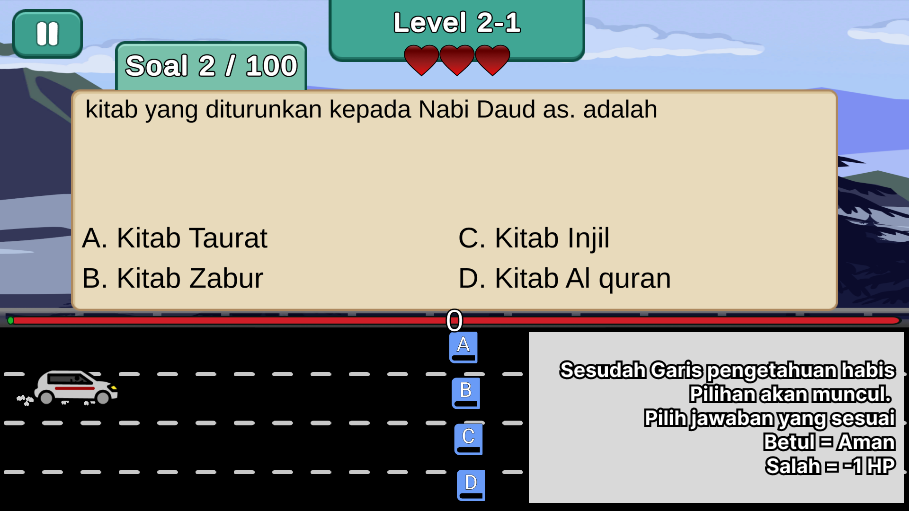 Level 2-1
Soal 2 / 100
kitab yang diturunkan kepada Nabi Daud as. adalah
A. Kitab Taurat
B. Kitab Zabur
C. Kitab Injil
D. Kitab Al quran
0
A
B
C
D
Sesudah Garis pengetahuan habis
Pilihan akan muncul.
Pilih jawaban yang sesuai
Betul = Aman
Salah = -1 HP